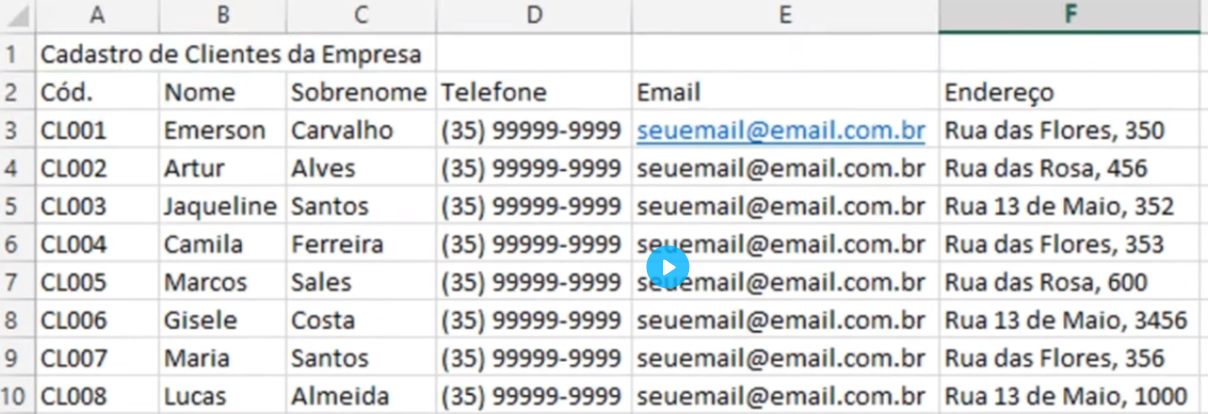 A B C D E F
1 Cadastro de Clientes da Empresa
2 Cód. Nome Sobrenome Telefone Email Endereço
3 CL001 Emerson Carvalho (35) 99999-9999 seuemail@email.com.br Rua das Flores, 350
4 CL002 Artur Alves (35) 99999-9999 seuemail@email.com.br Rua das Rosa, 456
5 CL003 Jaqueline Santos (35) 99999-9999 seuemail@email.com.br Rua 13 de Maio, 352
6 CL004 Camila Ferreira (35) 99999-9999 seuemail@email.com.br Rua das Flores, 353
7 CL005 Marcos Sales (35) 99999-9999 seuemail@email.com.br Rua das Rosa, 600
8 CL006 Gisele Costa (35) 99999-9999 seuemail@email.com.br Rua 13 de Maio, 3456
9 CL007 Maria Santos (35) 99999-9999 seuemail@email.com.br Rua das Flores, 356
10 CL008 Lucas Almeida (35) 99999-9999 seuemail@email.com.br Rua 13 de Maio, 1000